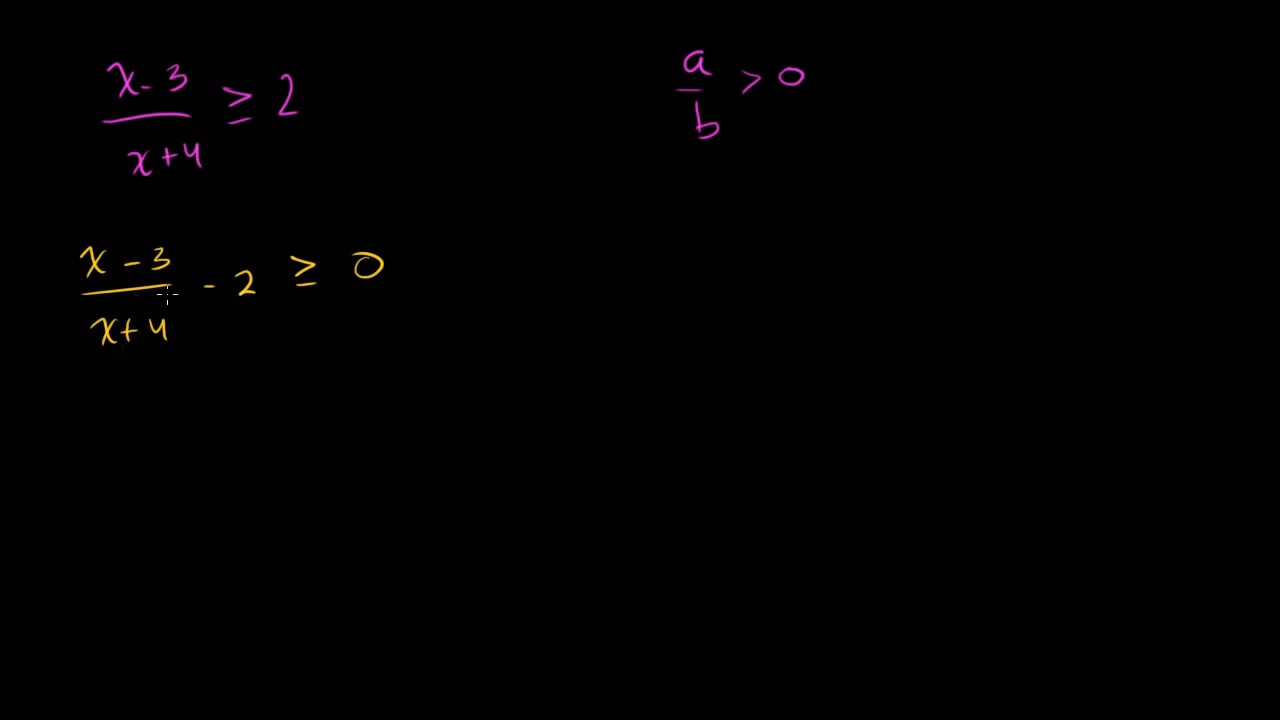 x - 3 / x + 4 ≥ 2
a / b > 0
x - 3 / x + 4 - 2 ≥ 0